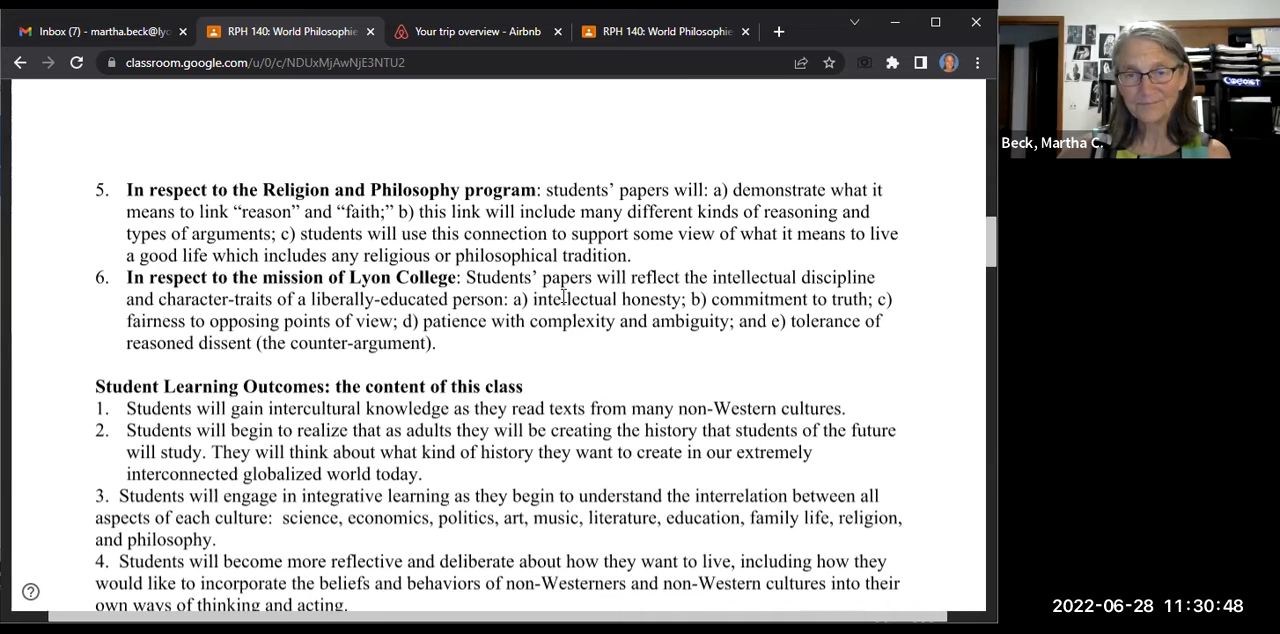 Inbox (7) - martha.beck@lyo
RPH 140: World Philosophie
Your trip overview - Airbnb
RPH 140: World Philosophie
classroom.google.com/u/0/c/NDUxMjAwNjE3NTU2
5. In respect to the Religion and Philosophy program: students’ papers will: a) demonstrate what it
means to link “reason” and “faith;” b) this link will include many different kinds of reasoning and
types of arguments; c) students will use this connection to support some view of what it means to live
a good life which includes any religious or philosophical tradition.
6. In respect to the mission of Lyon College: Students’ papers will reflect the intellectual discipline
and character-traits of a liberally-educated person: a) intellectual honesty; b) commitment to truth; c)
fairness to opposing points of view; d) patience with complexity and ambiguity; and e) tolerance of
reasoned dissent (the counter-argument).
Student Learning Outcomes: the content of this class
1. Students will gain intercultural knowledge as they read texts from many non-Western cultures.
2. Students will begin to realize that as adults they will be creating the history that students of the future
will study. They will think about what kind of history they want to create in our extremely
interconnected globalized world today.
3. Students will engage in integrative learning as they begin to understand the interrelation between all
aspects of each culture: science, economics, politics, art, music, literature, education, family life, religion,
and philosophy.
4. Students will become more reflective and deliberate about how they want to live, including how they
would like to incorporate the beliefs and behaviors of non-Westerners and non-Western cultures into their
own ways of thinking and acting.
Beck, Martha C.
2022-06-28 11:30:48